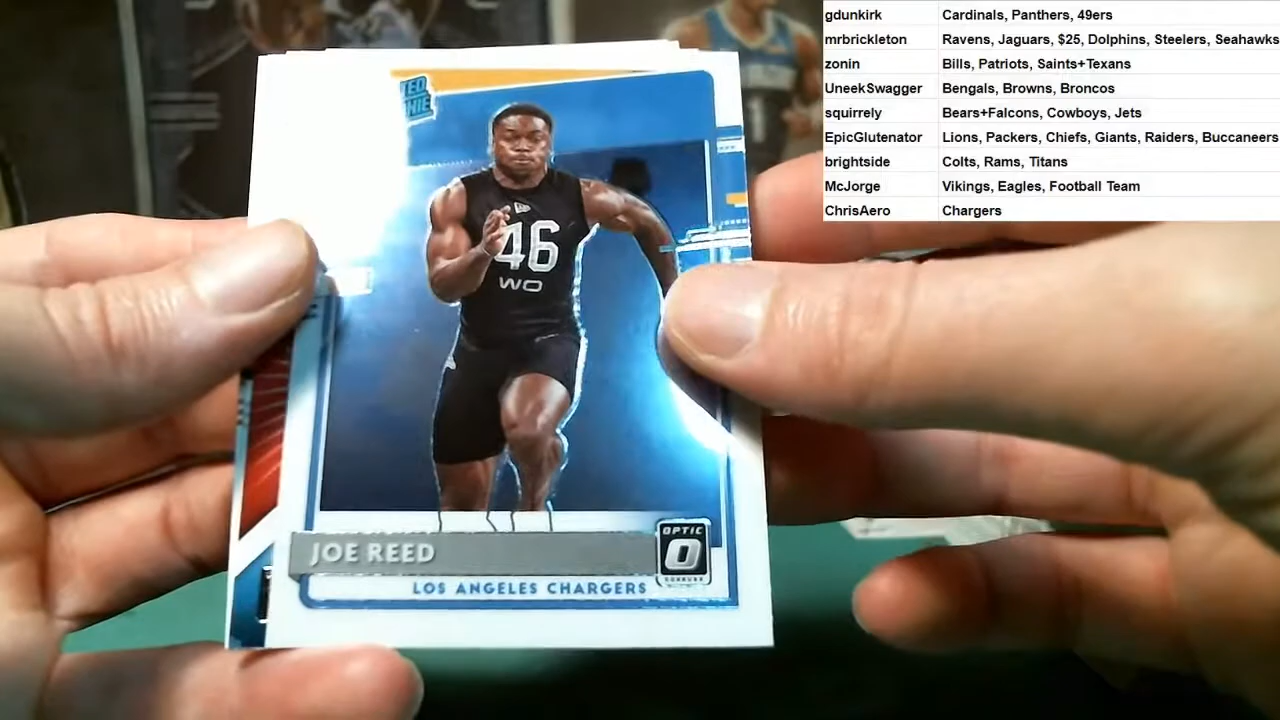 gdunkirk Cardinals, Panthers, 49ers
mrbrickleton Ravens, Jaguars, $25, Dolphins, Steelers, Seahawks
zonin Bills, Patriots, Saints+Texans
UneekSwagger Bengals, Browns, Broncos
squirrely Bears+Falcons, Cowboys, Jets
EpicGlutenator Lions, Packers, Chiefs, Giants, Raiders, Buccaneers
brightside Colts, Rams, Titans
McJorge Vikings, Eagles, Football Team
ChrisAero Chargers
46
WO
OPTIC
JOE REED
LOS ANGELES CHARGERS